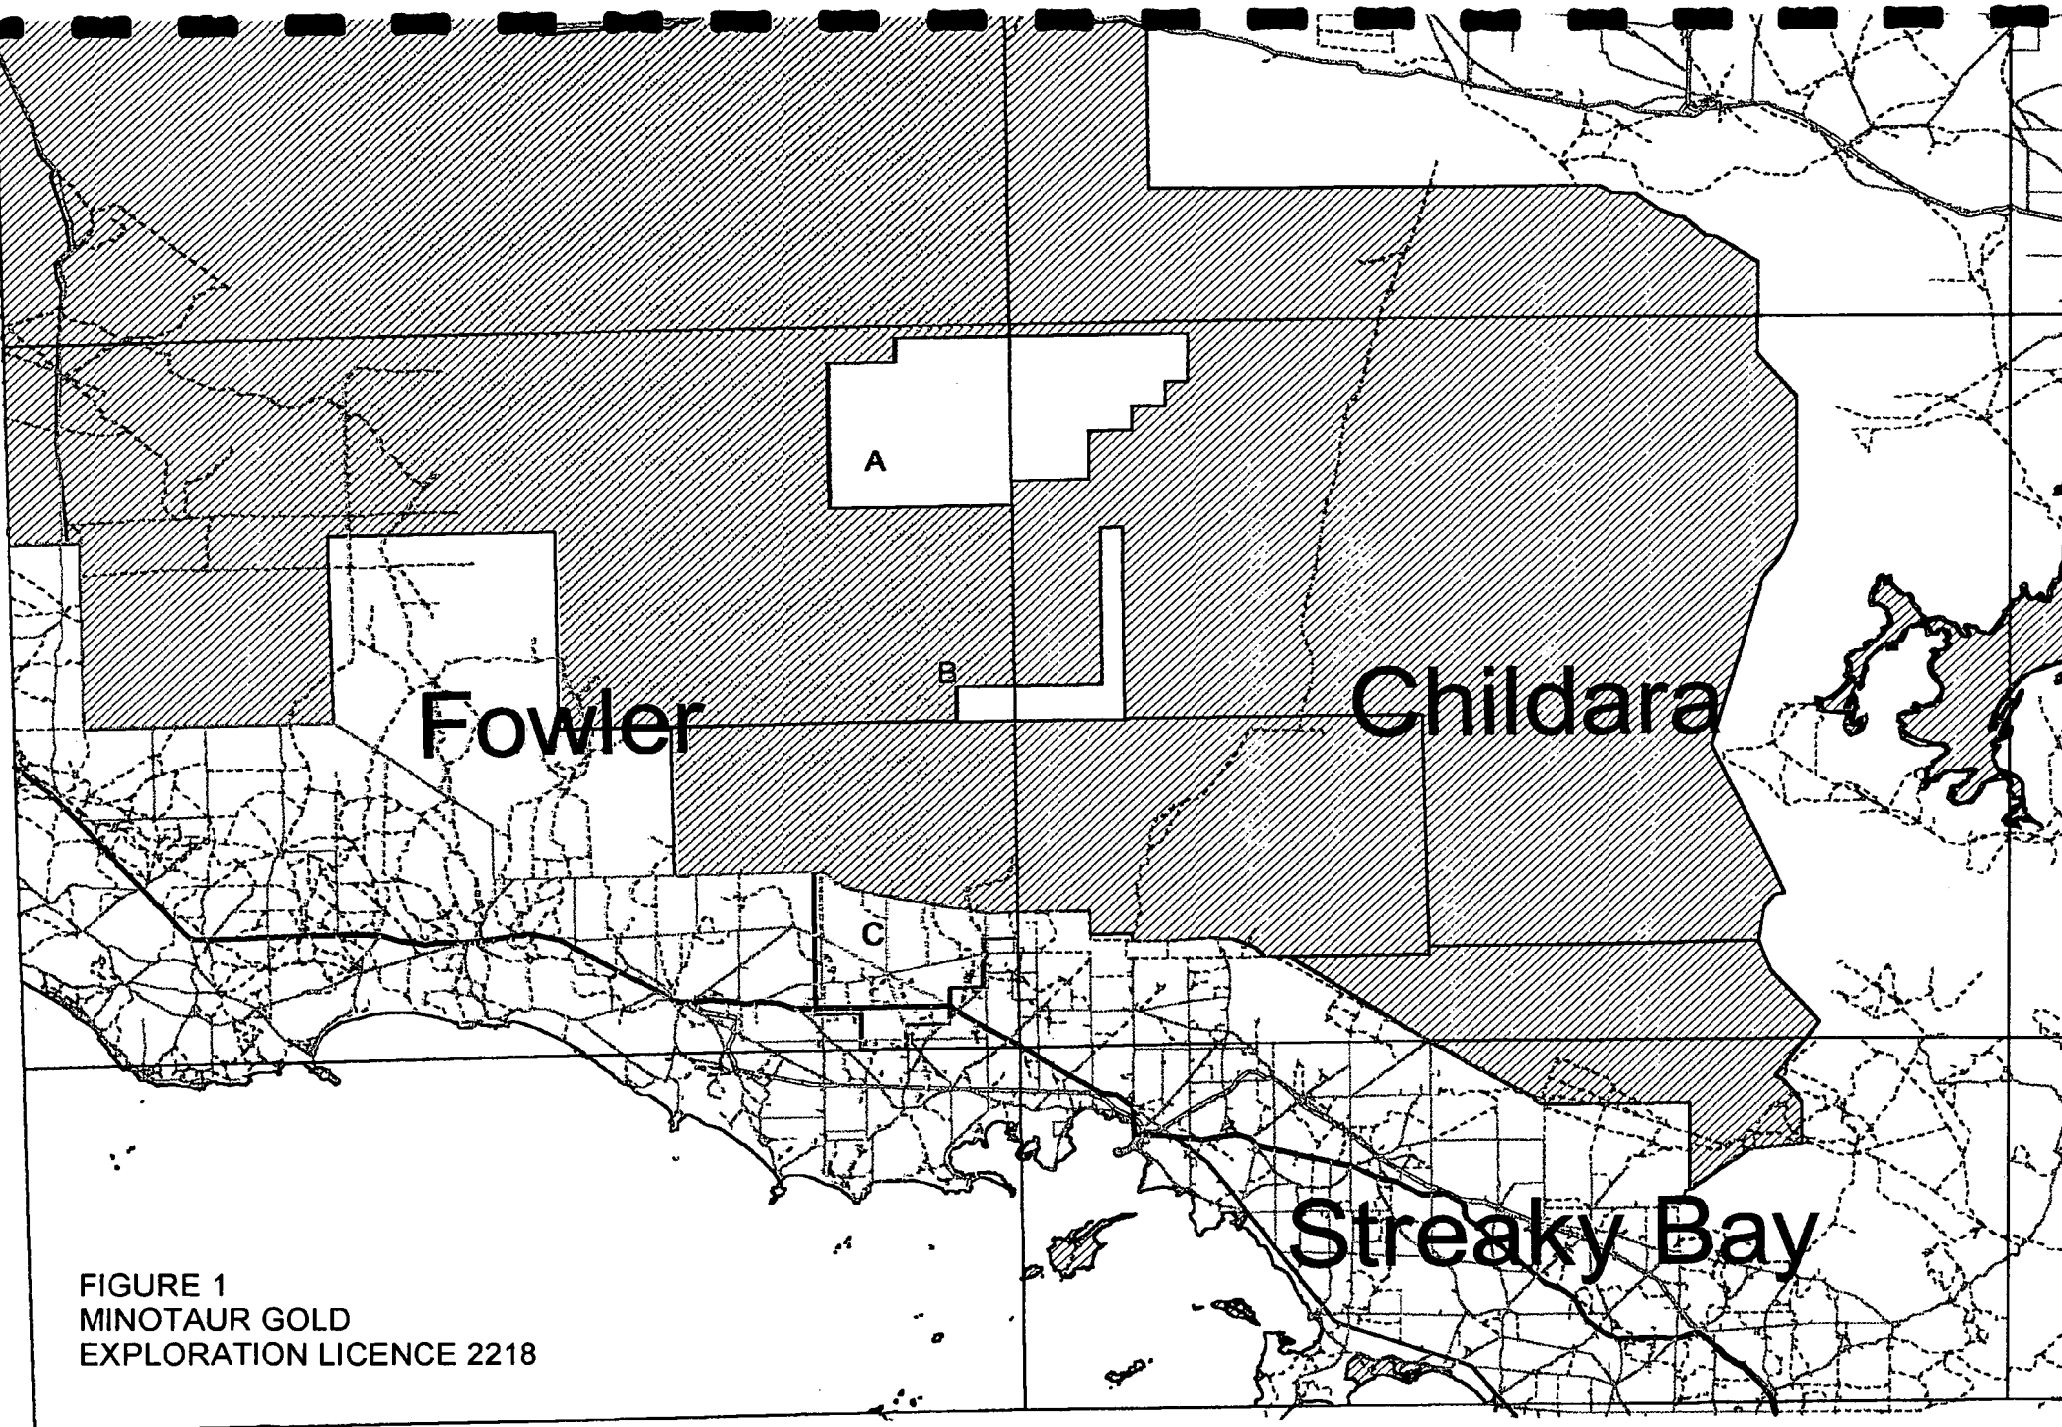 A
B
Fowler
Childara
C
Streaky Bay
FIGURE 1
MINOTAUR GOLD
EXPLORATION LICENCE 2218